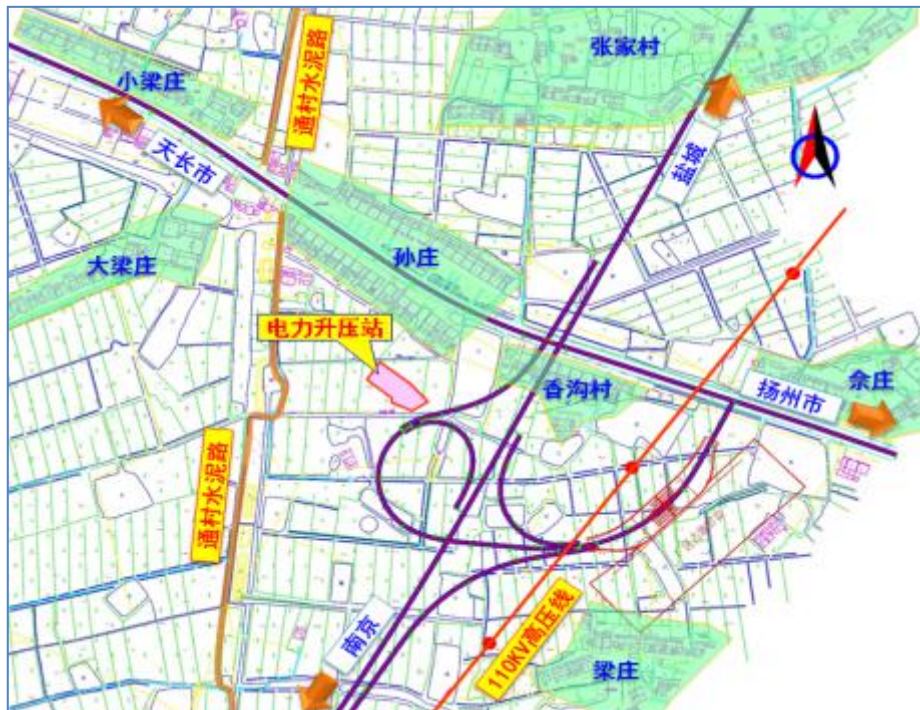 张家村
小梁庄
通村水泥路
天长市
盐城
大梁庄
孙庄
电力升压站
香沟村
扬州市
佘庄
通村水泥路
南京
110KV高压线
梁庄